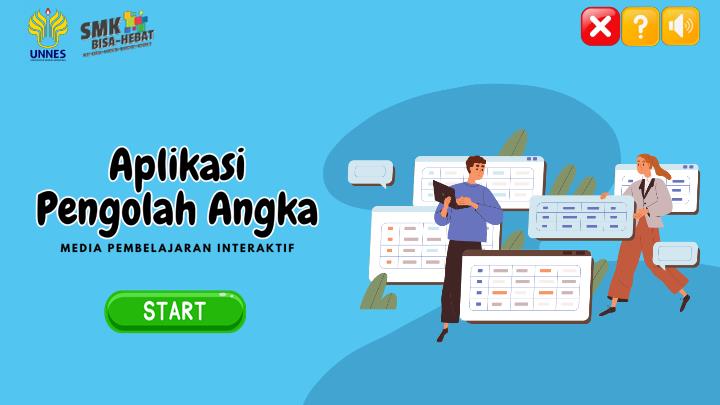 UNNES
SMK
BISA-HEBAT
?
Aplikasi
Pengolah Angka
MEDIA PEMBELAJARAN INTERAKTIF
START